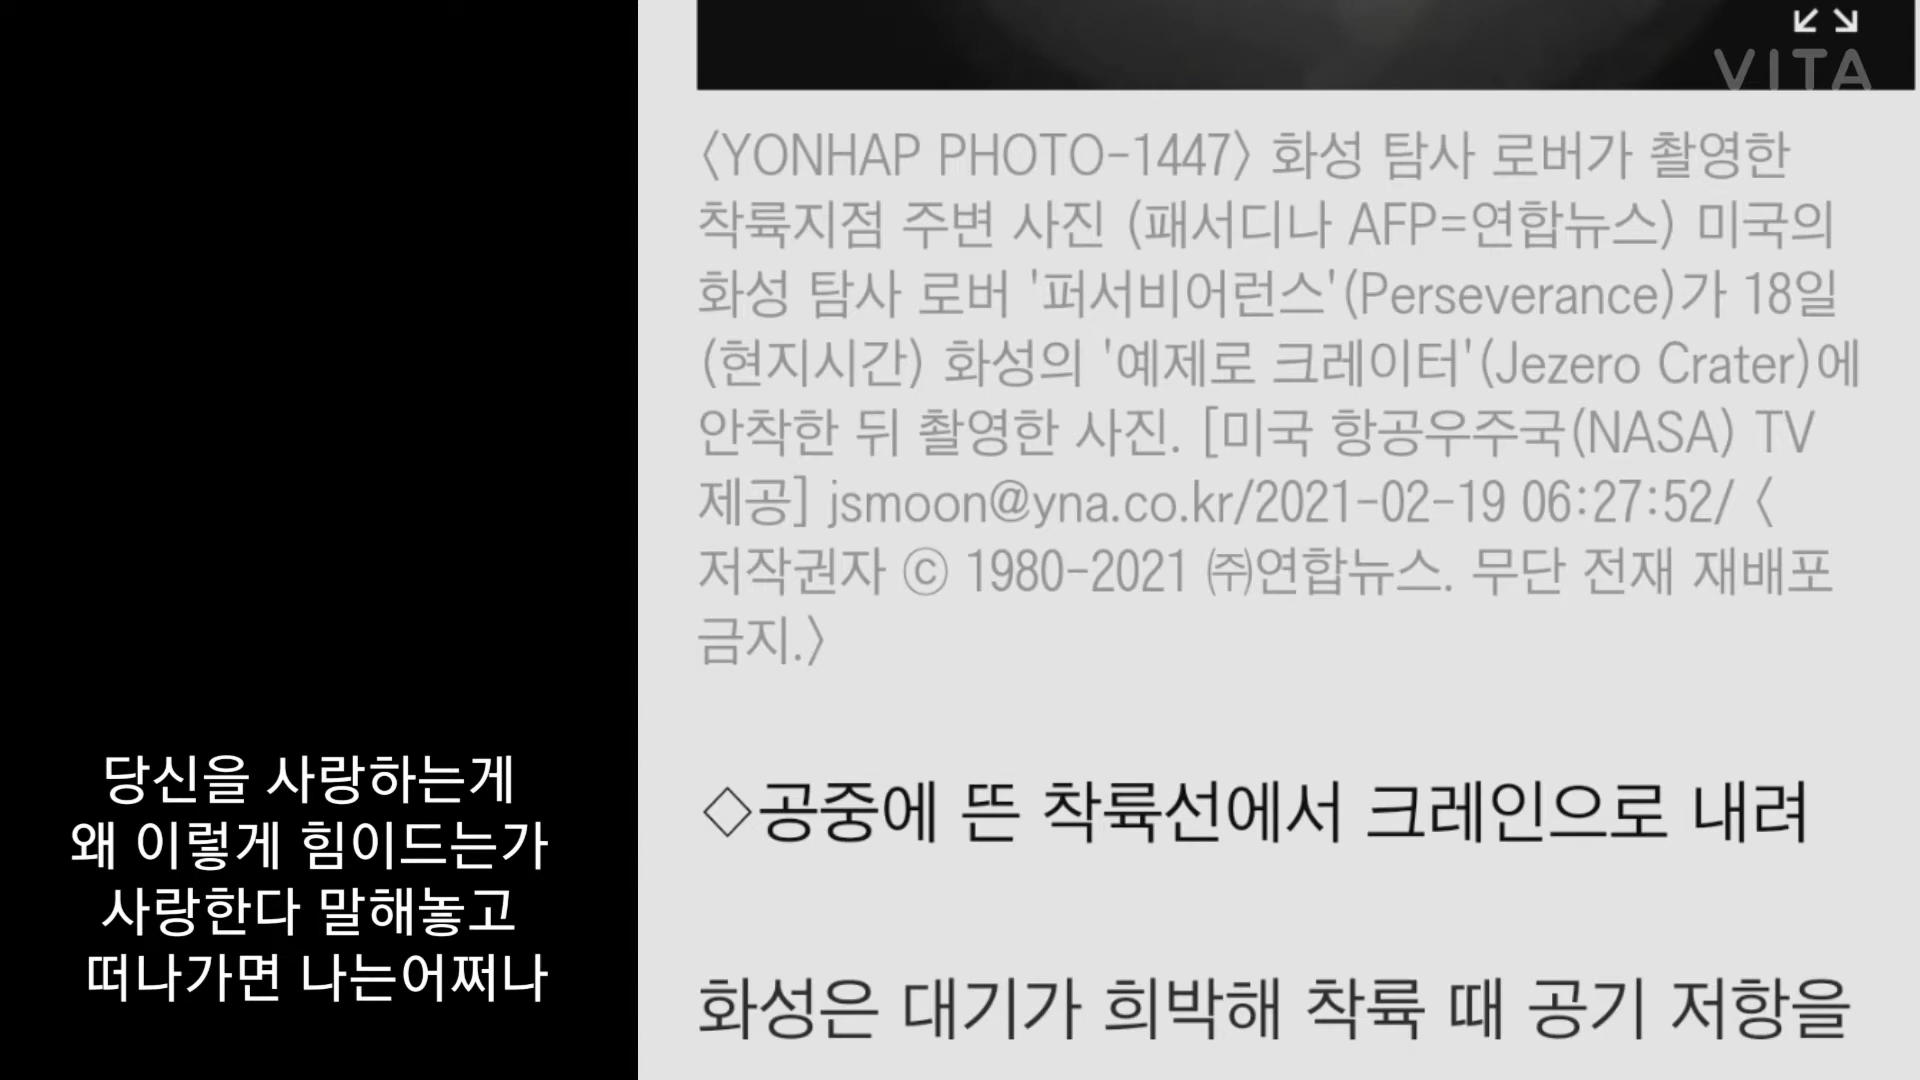 VITA
〈YONHAP PHOTO-1447〉 화성 탐사 로버가 촬영한
착륙지점 주변 사진 (패서디나 AFP=연합뉴스) 미국의
화성 탐사 로버 '퍼서비어런스'(Perseverance)가 18일
(현지시간) 화성의 '예제로 크레이터'(Jezero Crater)에
안착한 뒤 촬영한 사진. [미국 항공우주국(NASA) TV
제공] jsmoon@yna.co.kr/2021-02-19 06:27:52/〈
저작권자 ⓒ 1980-2021 ㈜연합뉴스. 무단 전재 재배포
금지.〉
◇공중에 뜬 착륙선에서 크레인으로 내려
화성은 대기가 희박해 착륙 때 공기 저항을
당신을 사랑하는게
왜 이렇게 힘이드는가
사랑한다 말해놓고
떠나가면 나는어쩌나